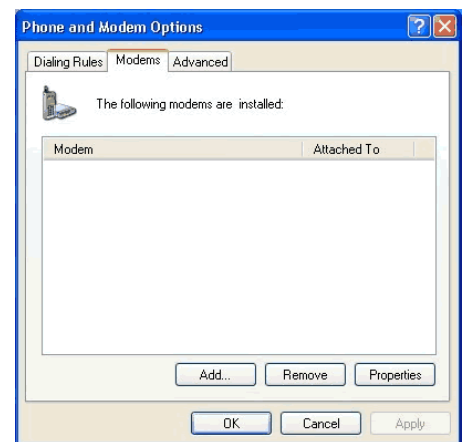 Phone and Modem Options
Dialing Rules Modems Advanced
The following modems are installed:
Modem Attached To
Add... Remove Properties
OK Cancel Apply